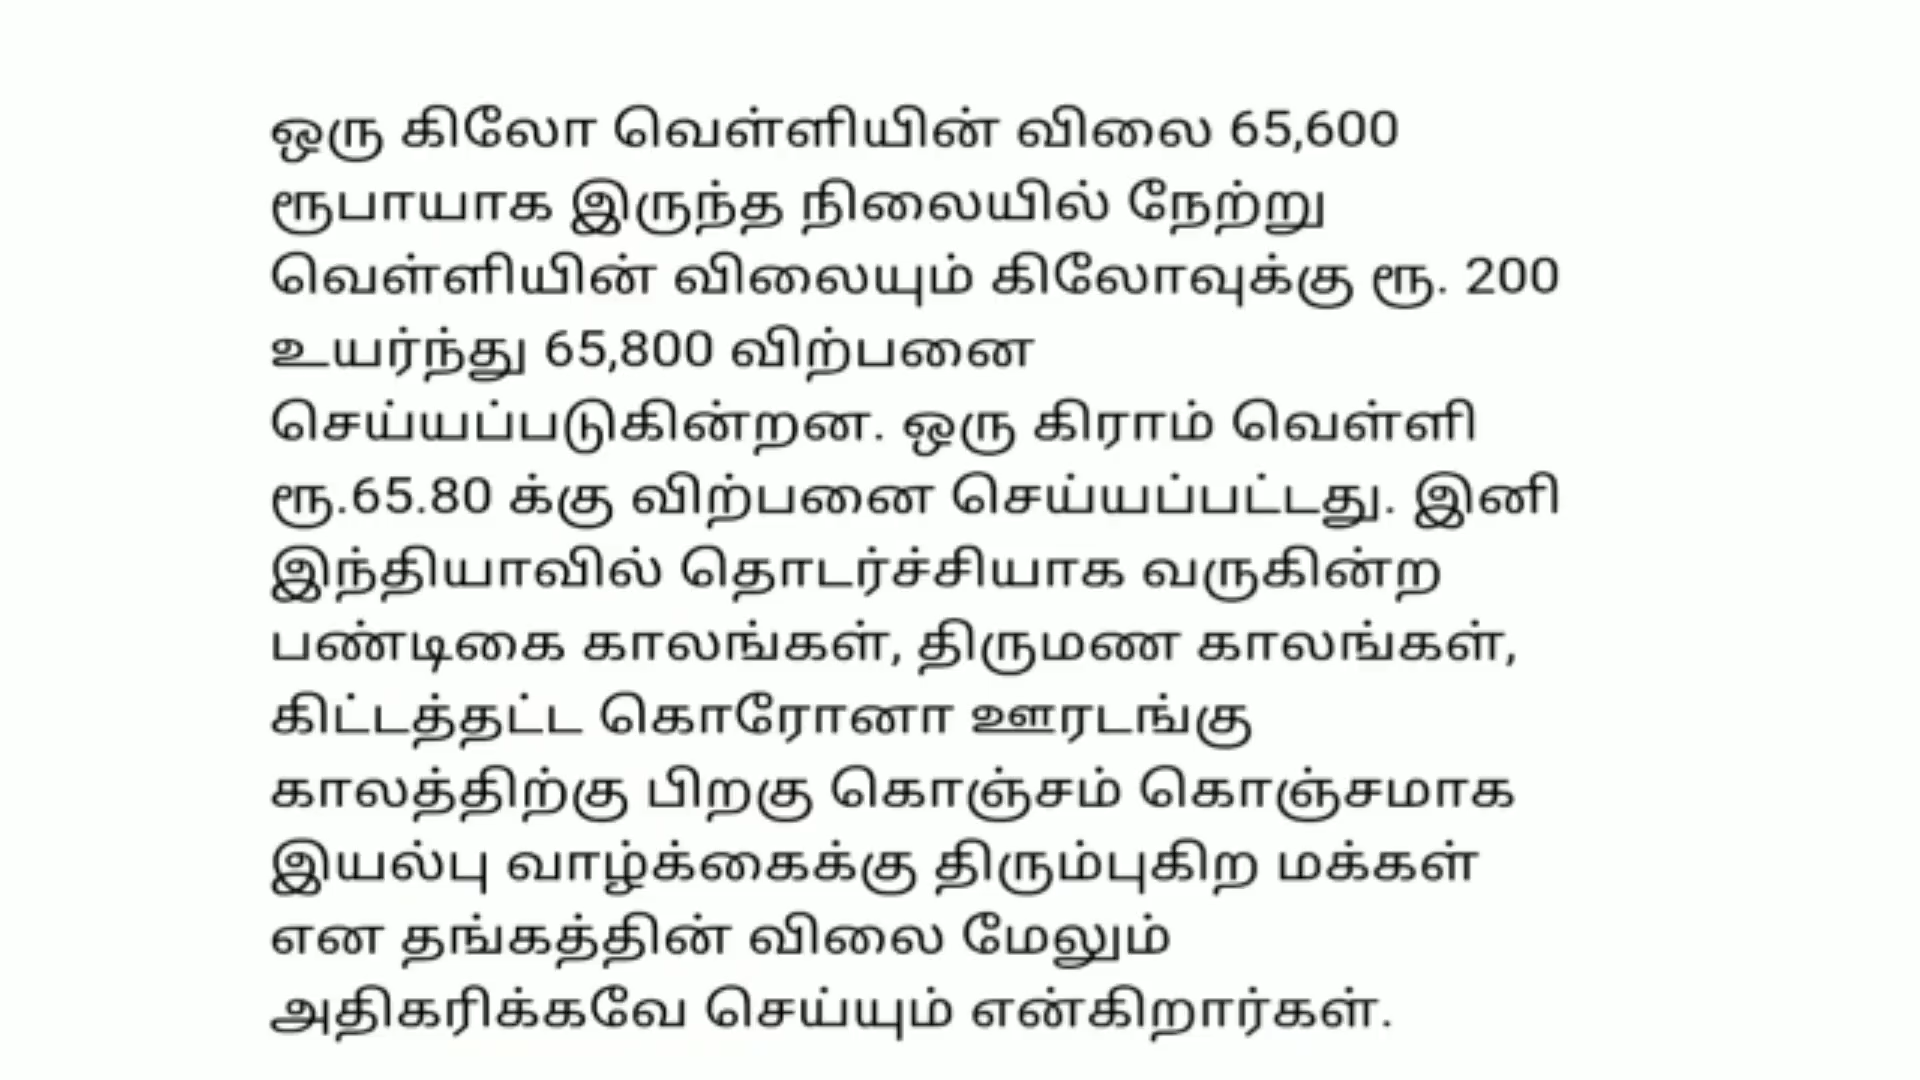 ஒரு கிலோ வெள்ளியின் விலை 65,600
ரூபாயாக இருந்த நிலையில் நேற்று
வெள்ளியின் விலையும் கிலோவுக்கு ரூ. 200
உயர்ந்து 65,800 விற்பனை
செய்யப்படுகின்றன. ஒரு கிராம் வெள்ளி
ரூ.65.80 க்கு விற்பனை செய்யப்பட்டது. இனி
இந்தியாவில் தொடர்ச்சியாக வருகின்ற
பண்டிகை காலங்கள், திருமண காலங்கள்,
கிட்டத்தட்ட கொரோனா ஊரடங்கு
காலத்திற்கு பிறகு கொஞ்சம் கொஞ்சமாக
இயல்பு வாழ்க்கைக்கு திரும்புகிற மக்கள்
என தங்கத்தின் விலை மேலும்
அதிகரிக்கவே செய்யும் என்கிறார்கள்.